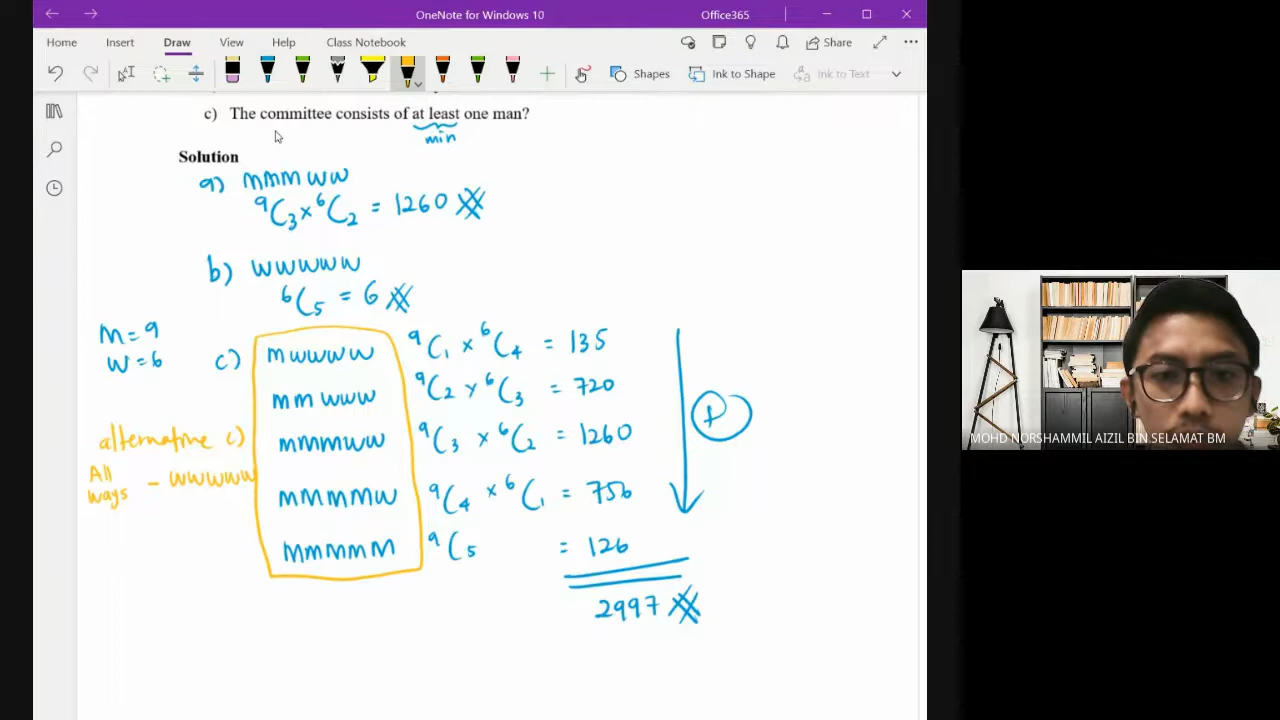 OneNote for Windows 10
Office365
Home Insert Draw View Help Class Notebook
Share
Shapes
Ink to Shape
Ink to Text
c) The committee consists of at least one man?
min
Solution
a) MMMWW
⁹C₃ × ⁶C₂ = 1260
b) WWWWW
⁶C₅ = 6
M = 9
W = 6
c) MWWWW ⁹C₁ × ⁶C₄ = 135
MMWWW ⁹C₂ × ⁶C₃ = 720
MMMWW ⁹C₃ × ⁶C₂ = 1260
MMMMW ⁹C₄ × ⁶C₁ = 756
MMMMM ⁹C₅ = 126
2997
+
alternative c)
All ways - WWWWW
MOHD NORSHAMMIL AIZIL BIN SELAMAT BM